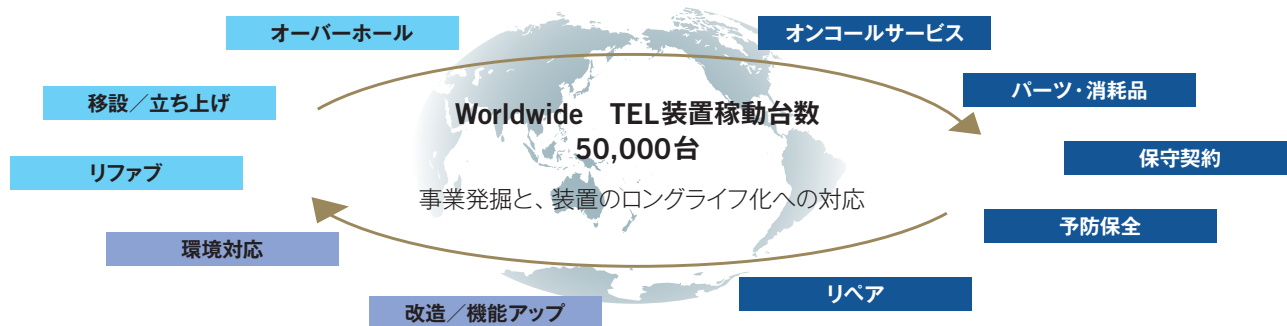 オーバーホール
オンコールサービス
移設／立ち上げ
パーツ・消耗品
Worldwide　TEL装置稼動台数
50,000台
保守契約
リファブ
事業発掘と、装置のロングライフ化への対応
予防保全
環境対応
リペア
改造／機能アップ